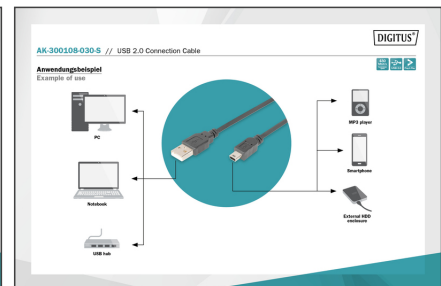 DIGITUS®
AK-300108-030-S // USB 2.0 Connection Cable
Anwendungsbeispiel
Example of use
PC
MP3 player
Smartphone
Notebook
External HDD
enclosure
USB hub